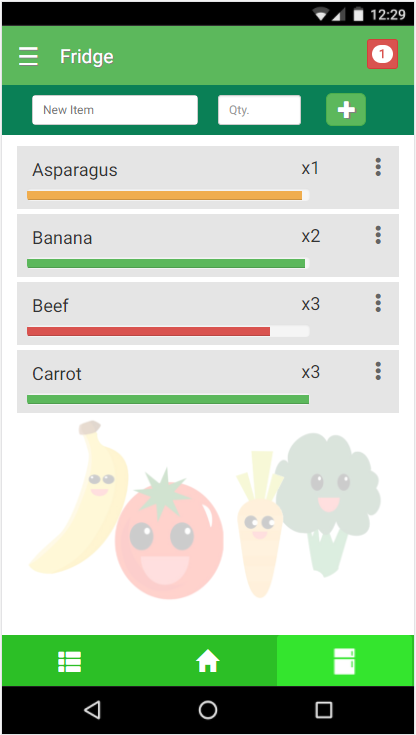 12:29
Fridge
1
New Item
Qty.
Asparagus
x1
Banana
x2
Beef
x3
Carrot
x3